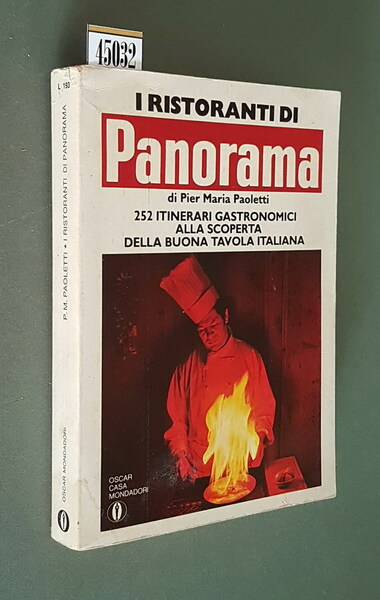 45032
I RISTORANTI DI
Panorama
di Pier Maria Paoletti
252 ITINERARI GASTRONOMICI
ALLA SCOPERTA
DELLA BUONA TAVOLA ITALIANA
OSCAR
CASA
MONDADORI
L. 193
P. M. PAOLETTI • I RISTORANTI DI PANORAMA
OSCAR MONDADORI